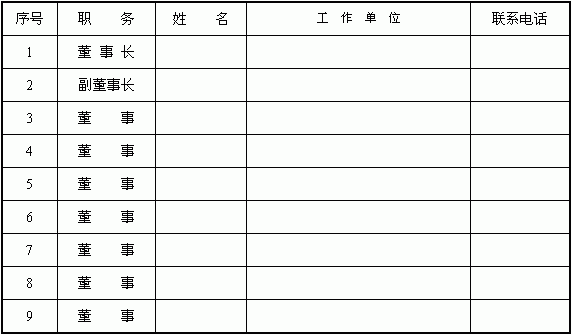 序号 职 务 姓 名 工 作 单 位 联系电话
1 董 事 长
2 副董事长
3 董 事
4 董 事
5 董 事
6 董 事
7 董 事
8 董 事
9 董 事